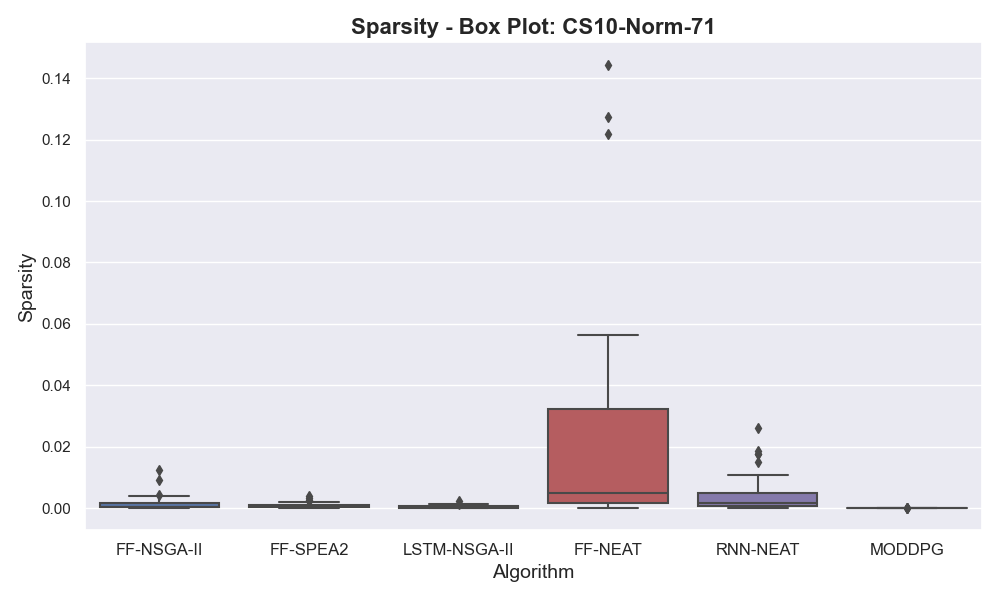 Sparsity - Box Plot: CS10-Norm-71
0.14
0.12
0.10
0.08
0.06
0.04
0.02
0.00
Sparsity
FF-NSGA-II FF-SPEA2 LSTM-NSGA-II FF-NEAT RNN-NEAT MODDPG
Algorithm